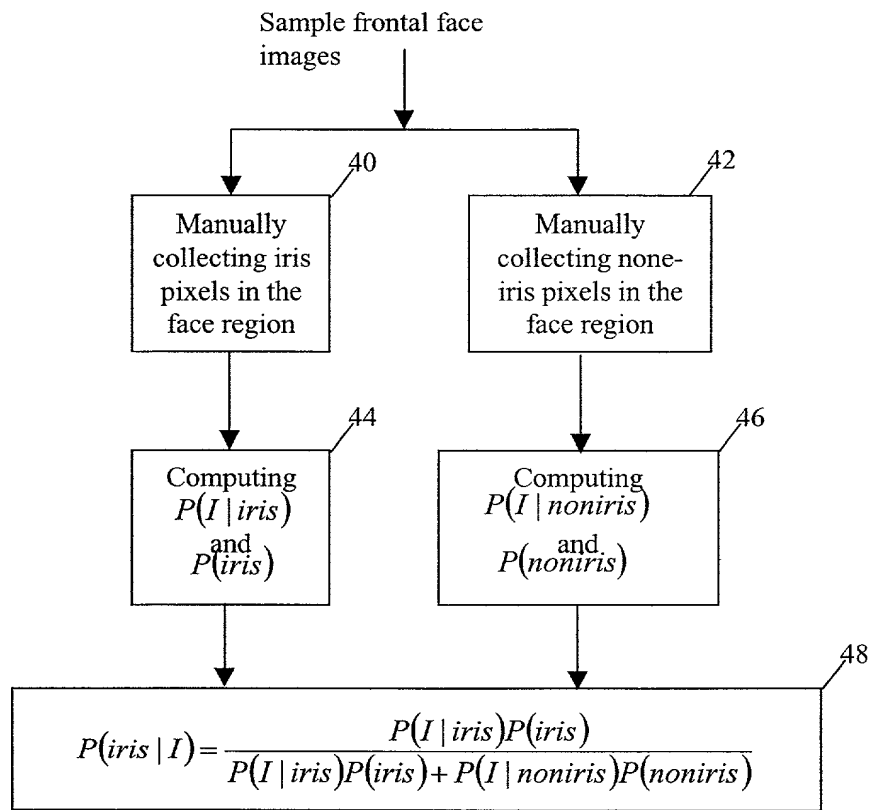 Sample frontal face
images
40
42
Manually
collecting iris
pixels in the
face region
Manually
collecting none-
iris pixels in the
face region
44
46
Computing
P(I | iris)
and
P(iris)
Computing
P(I | noniris)
and
P(noniris)
48
P(iris | I) = P(I | iris)P(iris) / P(I | iris)P(iris) + P(I | noniris)P(noniris)